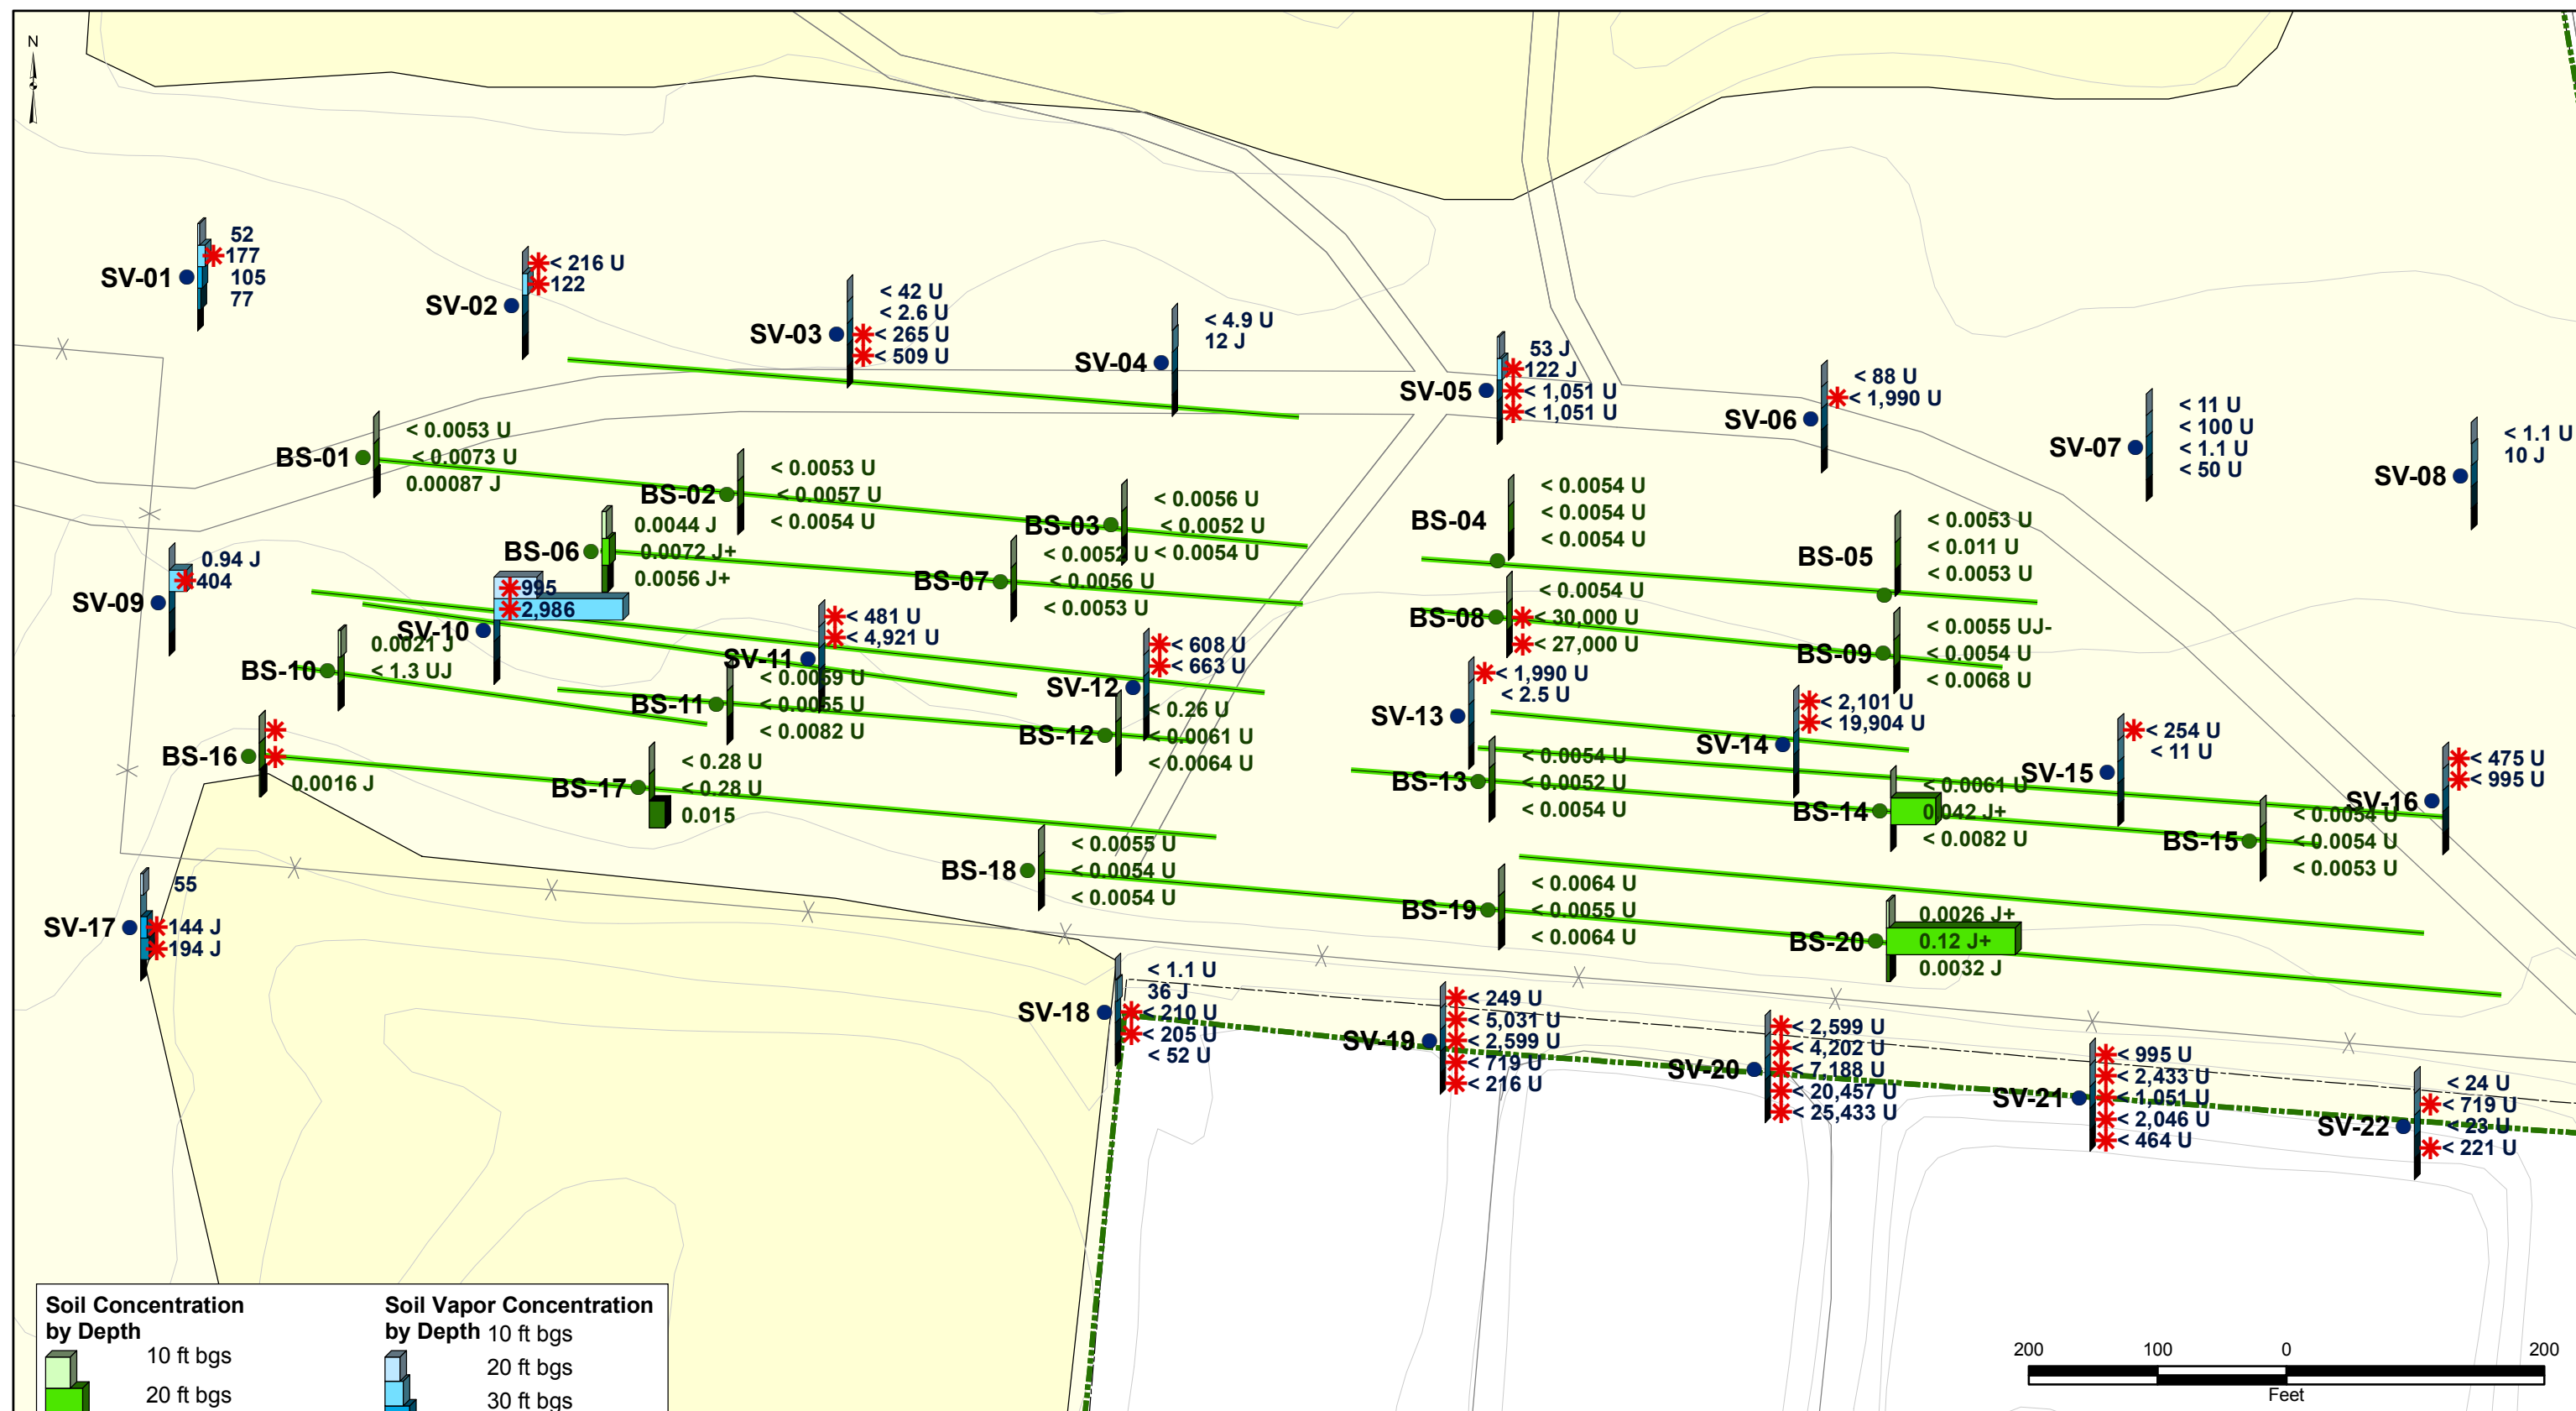 N
52
177
SV-01
105
77
< 216 U
122
SV-02
< 42 U
< 2.6 U
SV-03
< 265 U
< 509 U
< 4.9 U
12 J
SV-04
53 J
122 J
SV-05
< 1,051 U
< 1,051 U
< 88 U
< 1,990 U
SV-06
< 11 U
< 100 U
SV-07
< 1.1 U
< 50 U
< 1.1 U
10 J
SV-08
< 0.0053 U
BS-01
< 0.0073 U
0.00087 J
< 0.0053 U
BS-02
< 0.0057 U
< 0.0054 U
< 0.0056 U
BS-03
< 0.0052 U
< 0.0054 U
< 0.0054 U
BS-04
< 0.0054 U
< 0.0054 U
< 0.0053 U
BS-05
< 0.011 U
< 0.0053 U
0.0044 J
BS-06
0.0072 J+
0.0056 J+
< 0.0052 U
BS-07
< 0.0056 U
< 0.0053 U
< 0.0054 U
BS-08
< 30,000 U
< 27,000 U
< 0.0055 UJ-
BS-09
< 0.0054 U
< 0.0068 U
0.94 J
404
SV-09
995
2,986
SV-10
< 481 U
< 4,921 U
SV-11
< 608 U
< 663 U
SV-12
< 1,990 U
< 2.5 U
SV-13
< 2,101 U
< 19,904 U
SV-14
< 254 U
< 11 U
SV-15
< 475 U
< 995 U
SV-16
0.0021 J
BS-10
< 1.3 UJ
< 0.0059 U
BS-11
< 0.0055 U
< 0.0082 U
< 0.26 U
BS-12
< 0.0061 U
< 0.0064 U
< 0.0054 U
BS-13
< 0.0052 U
< 0.0054 U
< 0.0061 U
BS-14
0.042 J+
< 0.0082 U
< 0.0054 U
BS-15
< 0.0054 U
< 0.0053 U
BS-16
0.0016 J
< 0.28 U
BS-17
< 0.28 U
0.015
< 0.0055 U
BS-18
< 0.0054 U
< 0.0054 U
< 0.0064 U
BS-19
< 0.0055 U
< 0.0064 U
0.0026 J+
BS-20
0.12 J+
0.0032 J
55
SV-17
144 J
194 J
< 1.1 U
36 J
SV-18
< 210 U
< 205 U
< 52 U
< 249 U
< 5,031 U
SV-19
< 2,599 U
< 719 U
< 216 U
< 2,599 U
< 4,202 U
SV-20
< 7,188 U
< 20,457 U
< 25,433 U
< 995 U
< 2,433 U
SV-21
< 1,051 U
< 2,046 U
< 464 U
< 24 U
< 719 U
SV-22
< 23 U
< 221 U
Soil Concentration
by Depth
10 ft bgs
20 ft bgs
Soil Vapor Concentration
by Depth
10 ft bgs
20 ft bgs
30 ft bgs
200 100 0 200
Feet